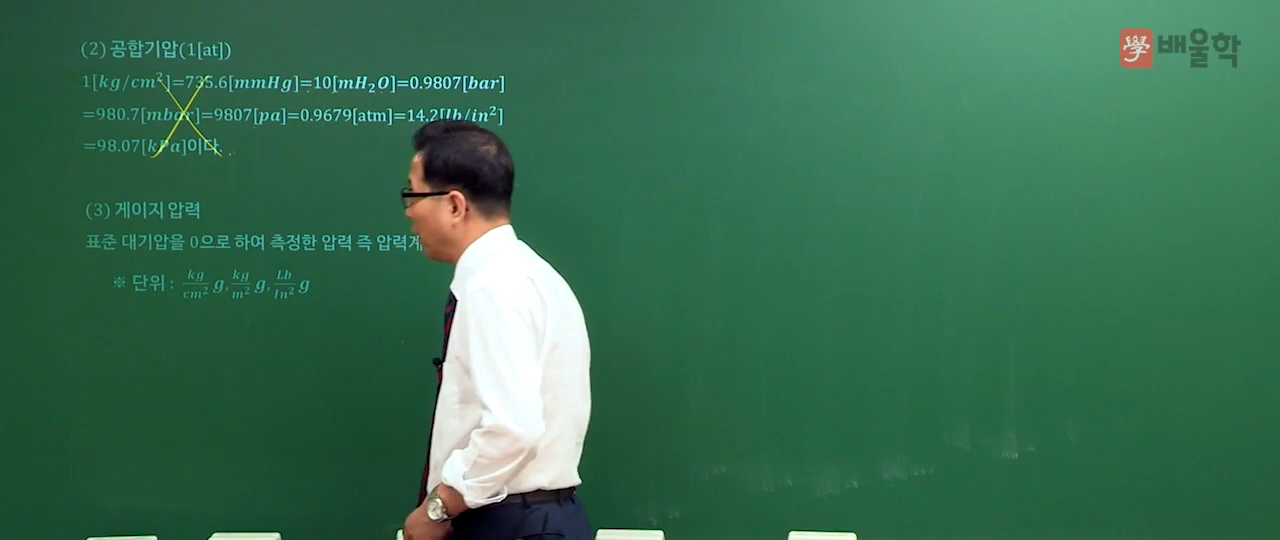 (2) 공합기압(1[at])
學 배울학
1[kg/cm²]=735.6[mmHg]=10[mH₂O]=0.9807[bar]
=980.7[mbar]=9807[pa]=0.9679[atm]=14.2[lb/in²]
=98.07[kPa]이다.
(3) 게이지 압력
표준 대기압을 0으로 하여 측정한 압력 즉 압력계
※ 단위 : kg/cm² g, kg/m² g, Lb/In² g